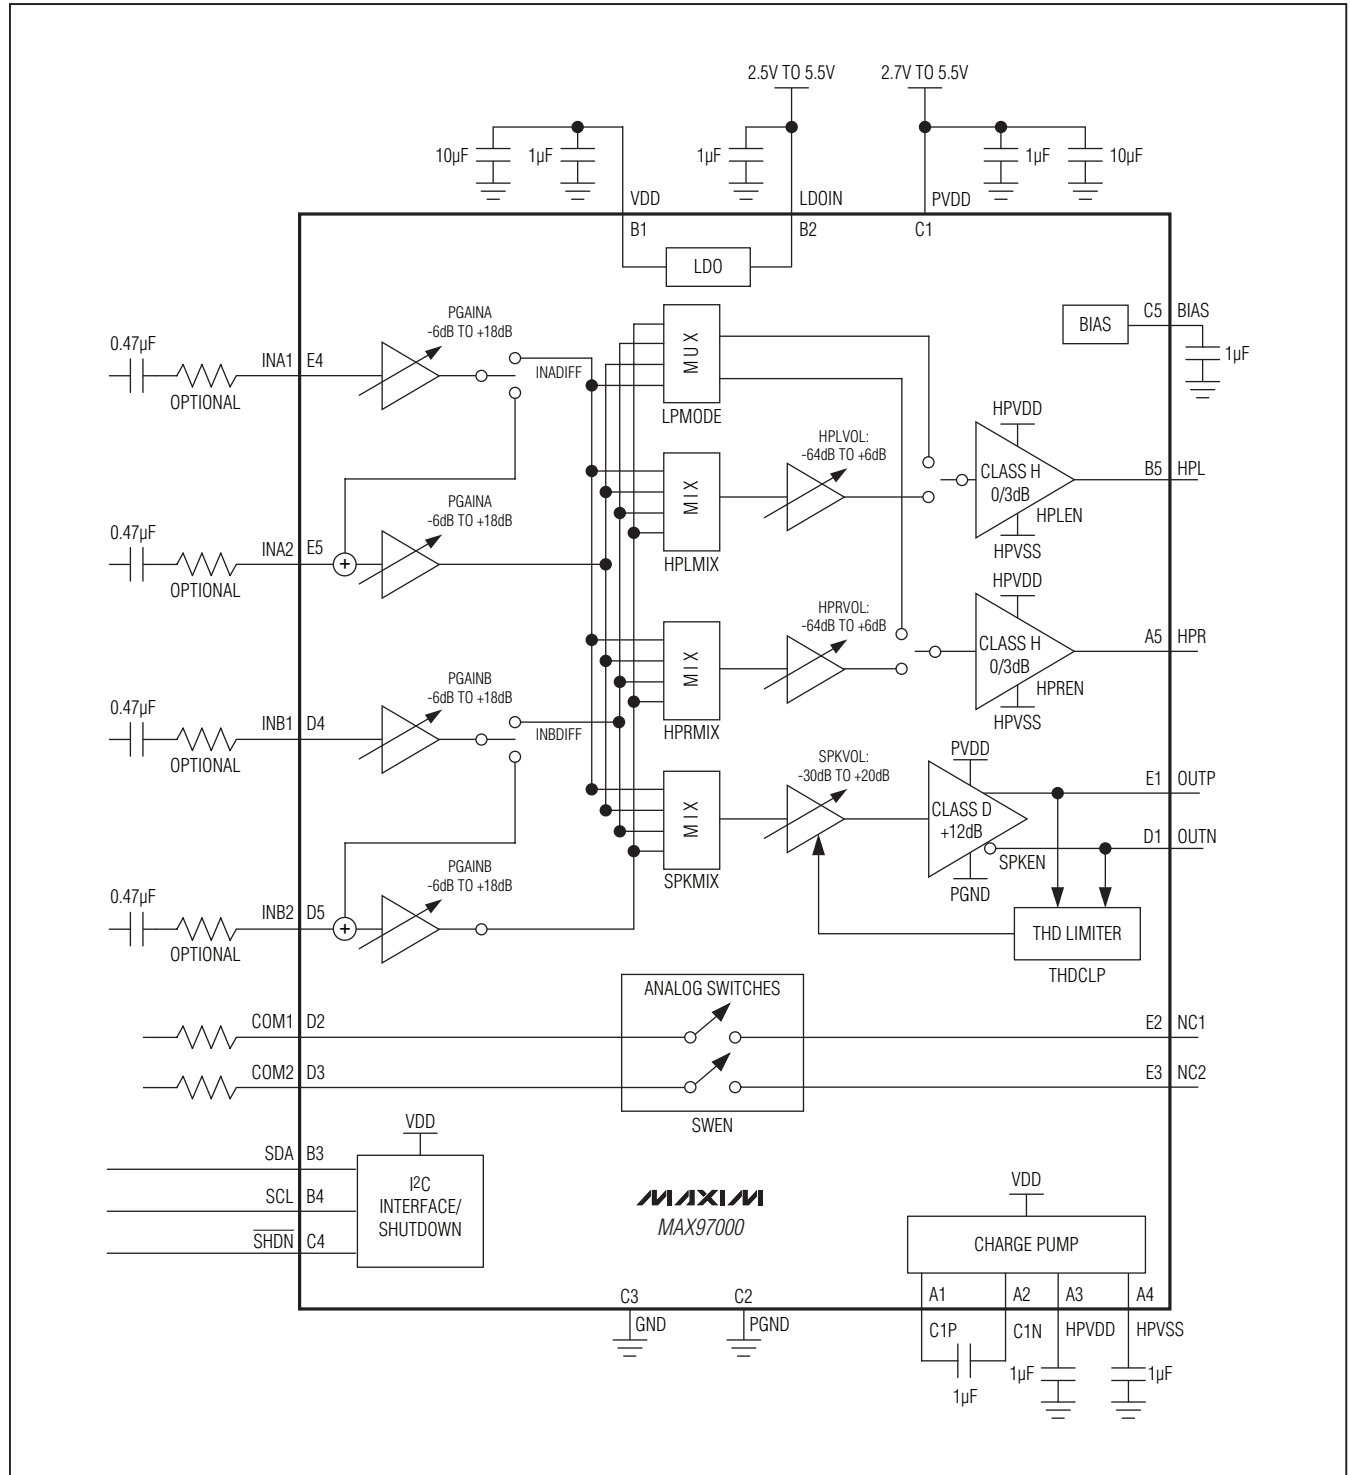 2.5V TO 5.5V
2.7V TO 5.5V
10µF
1µF
1µF
1µF
10µF
VDD
LDOIN
PVDD
B1
B2
C1
LDO
C5
BIAS
BIAS
1µF
PGAINA
-6dB TO +18dB
0.47µF
INA1
E4
OPTIONAL
INADIFF
MUX
LPMODE
HPVDD
HPLVOL:
-64dB TO +6dB
CLASS H
0/3dB
B5
HPL
HPLEN
HPVSS
MIX
HPLMIX
PGAINA
-6dB TO +18dB
0.47µF
INA2
E5
+
OPTIONAL
HPVDD
HPRVOL:
-64dB TO +6dB
CLASS H
0/3dB
A5
HPR
HPREN
HPVSS
MIX
HPRMIX
PGAINB
-6dB TO +18dB
0.47µF
INB1
D4
OPTIONAL
INBDIFF
PVDD
SPKVOL:
-30dB TO +20dB
CLASS D
+12dB
E1
OUTP
D1
OUTN
SPKEN
PGND
MIX
SPKMIX
PGAINB
-6dB TO +18dB
0.47µF
INB2
D5
+
OPTIONAL
THD LIMITER
THDCLP
ANALOG SWITCHES
COM1
D2
E2
NC1
COM2
D3
E3
NC2
SWEN
VDD
SDA
B3
SCL
B4
SHDN
C4
I2C
INTERFACE/
SHUTDOWN
MAXIM
MAX97000
VDD
CHARGE PUMP
C3
GND
C2
PGND
A1
A2
A3
A4
C1P
C1N
HPVDD
HPVSS
1µF
1µF
1µF